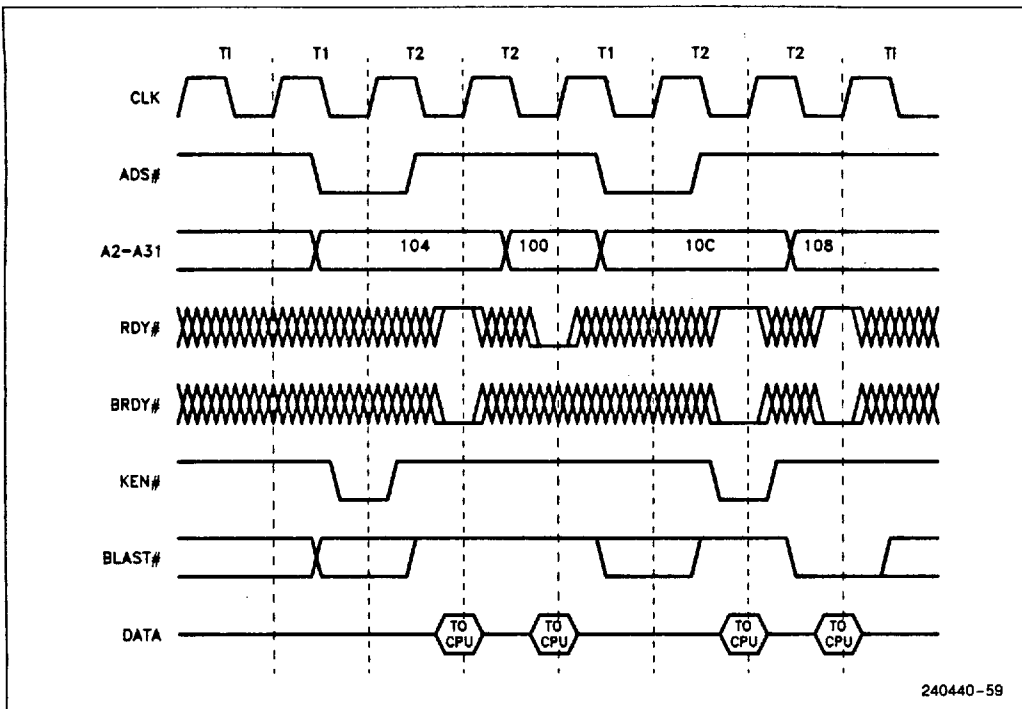 Ti T1 T2 T2 T1 T2 T2 Ti
CLK
ADS#
A2-A31 104 100 10C 108
RDY#
BRDY#
KEN#
BLAST#
DATA TO CPU TO CPU TO CPU TO CPU
240440-59